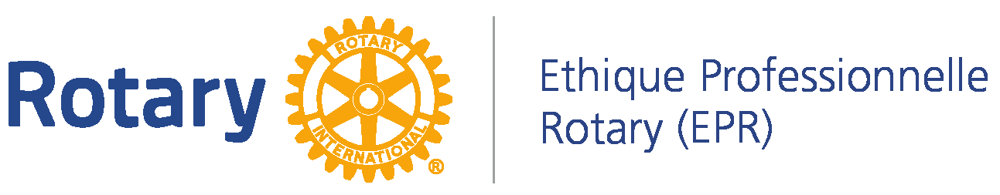 Rotary
ROTARY
INTERNATIONAL
®
Ethique Professionnelle
Rotary (EPR)